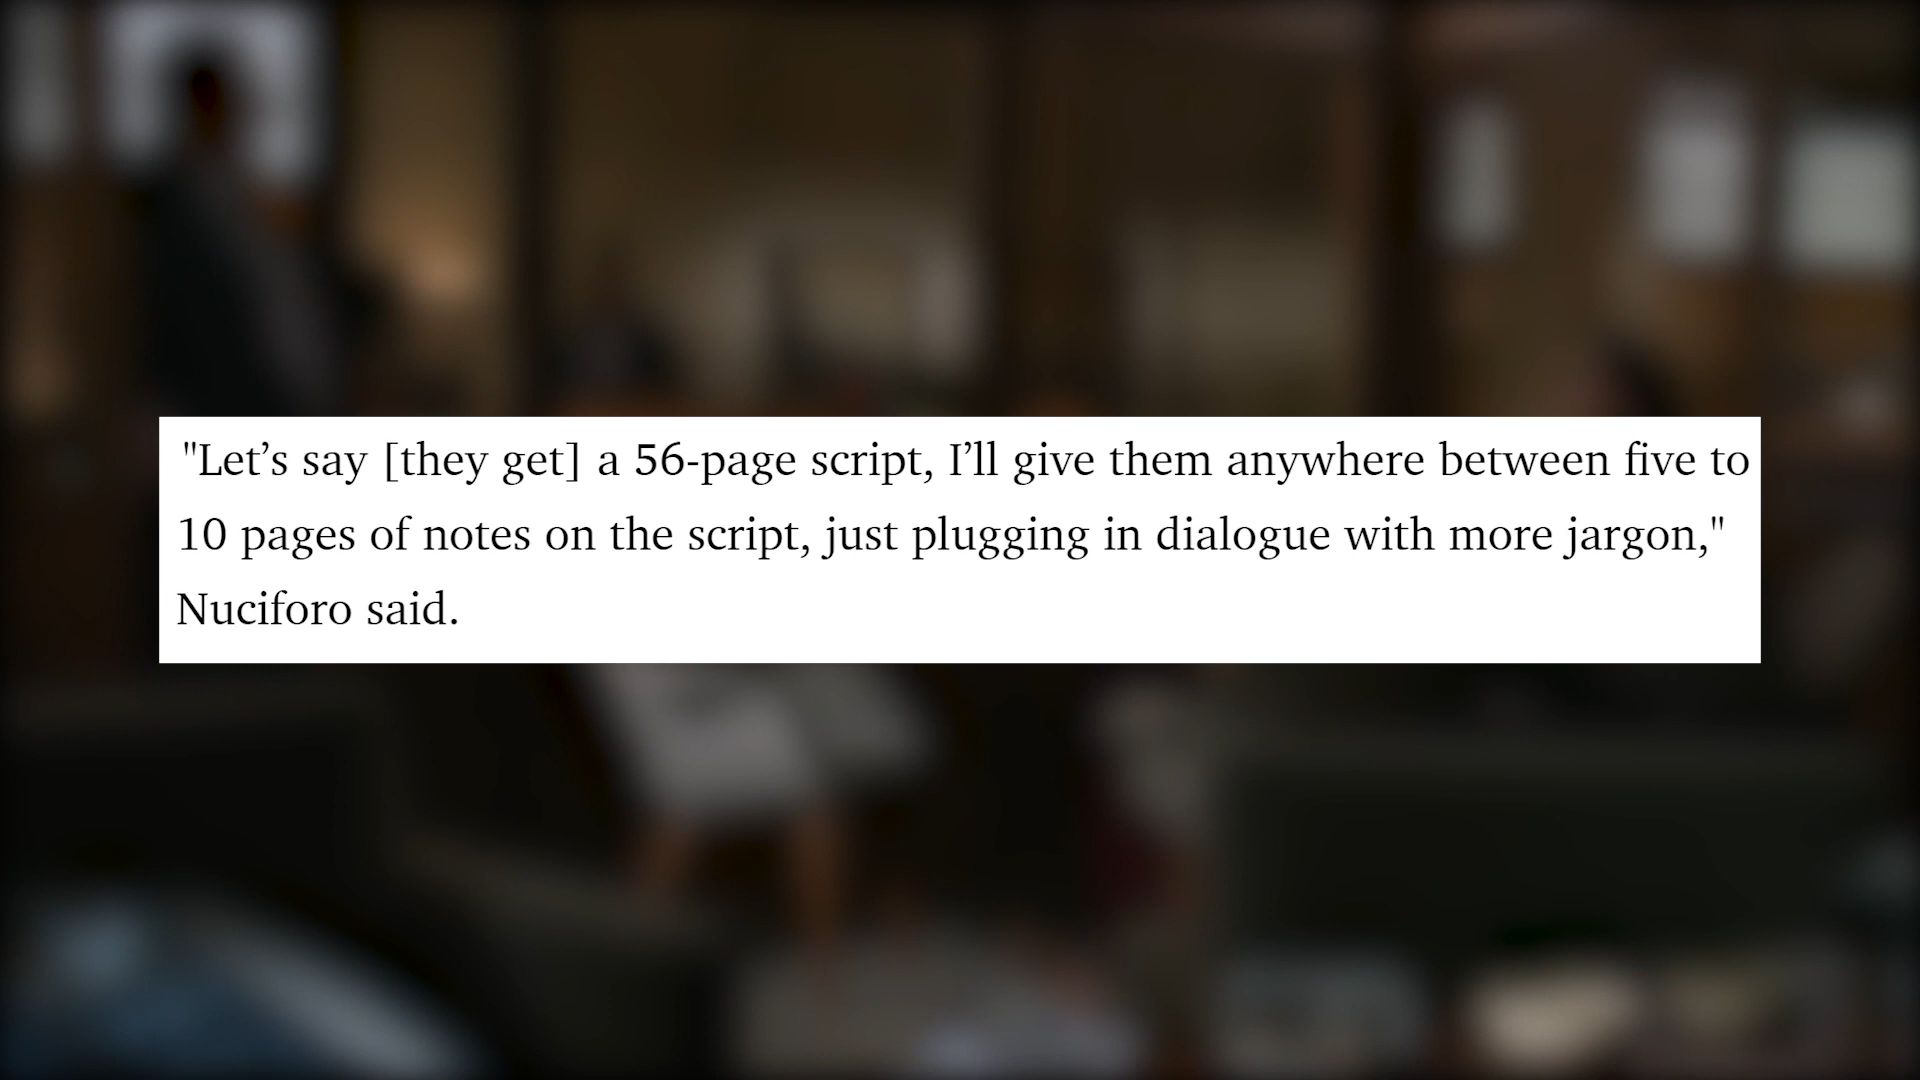 "Let’s say [they get] a 56-page script, I’ll give them anywhere between five to
10 pages of notes on the script, just plugging in dialogue with more jargon,"
Nuciforo said.